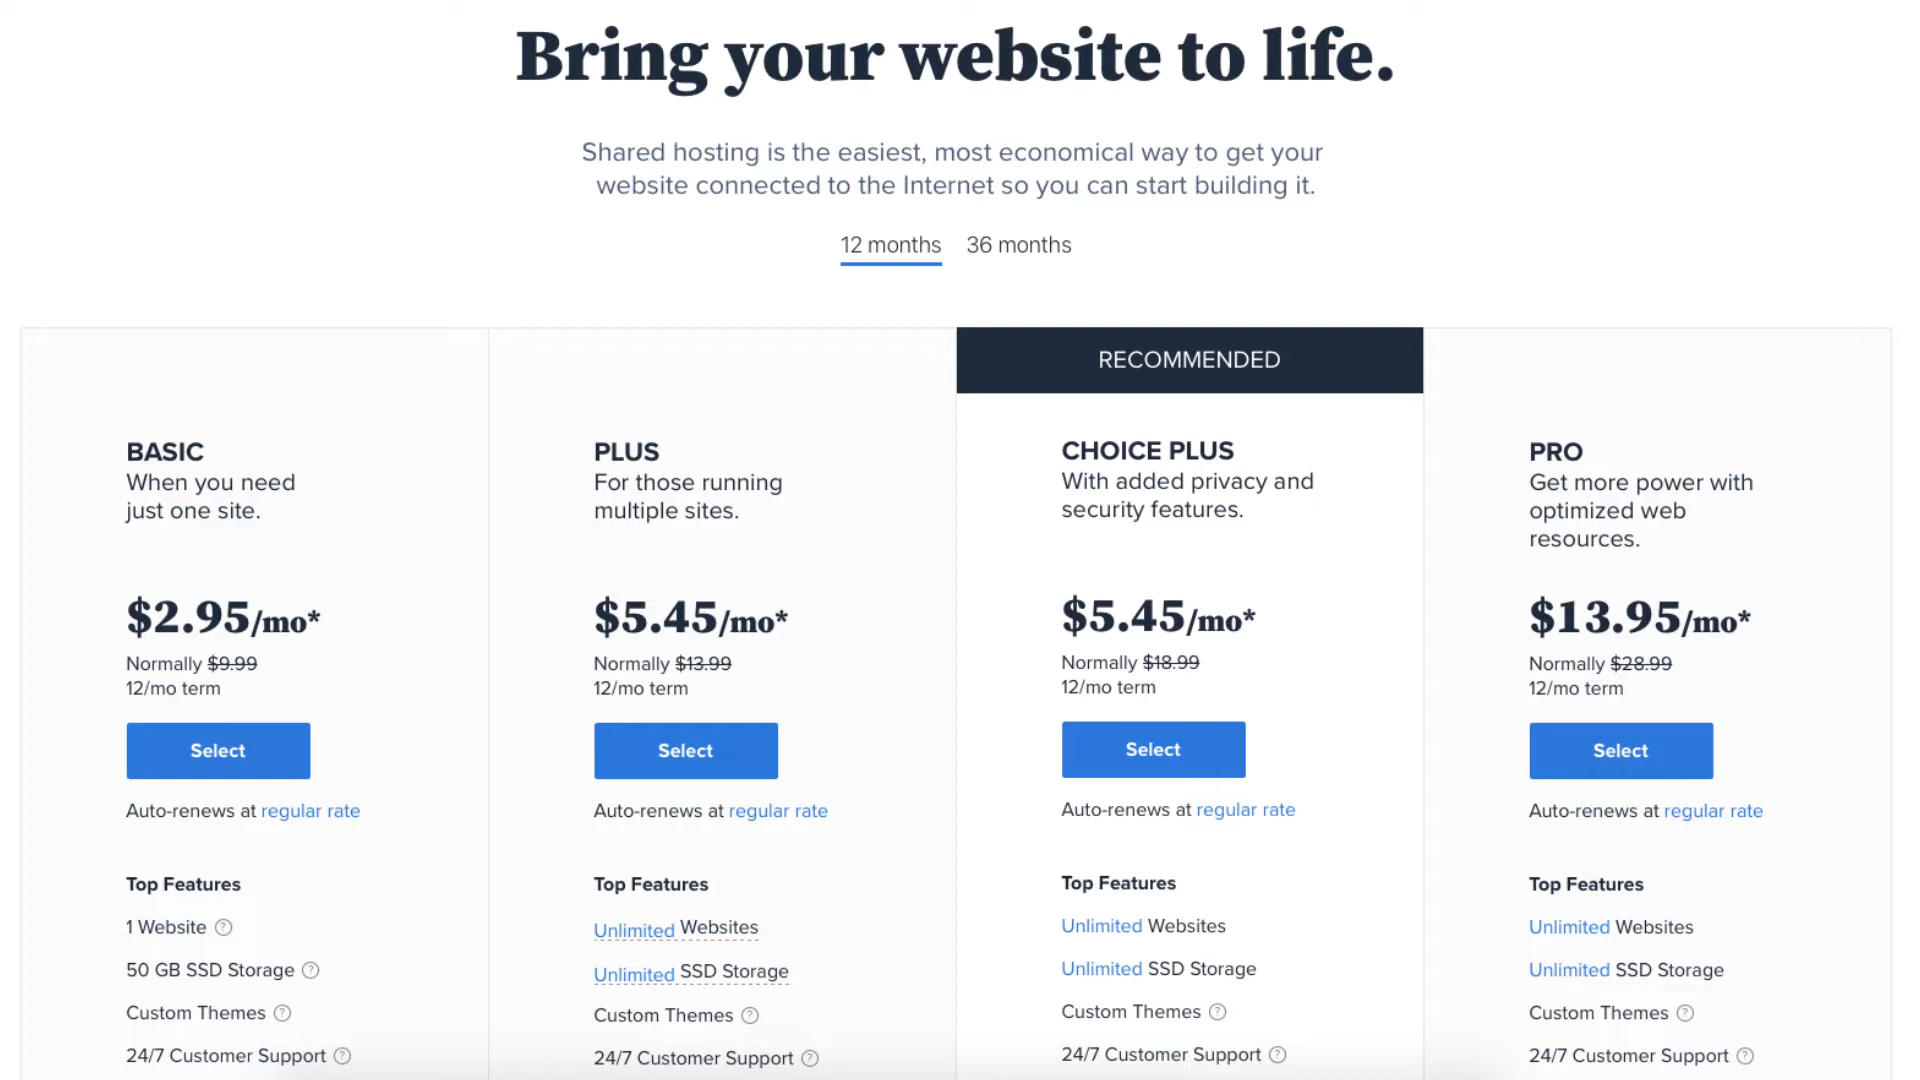 Bring your website to life.
Shared hosting is the easiest, most economical way to get your
website connected to the Internet so you can start building it.
12 months 36 months
RECOMMENDED
BASIC
When you need
just one site.
$2.95/mo*
Normally $9.99
12/mo term
Select
Auto-renews at regular rate
Top Features
1 Website
50 GB SSD Storage
Custom Themes
24/7 Customer Support
PLUS
For those running
multiple sites.
$5.45/mo*
Normally $13.99
12/mo term
Select
Auto-renews at regular rate
Top Features
Unlimited Websites
Unlimited SSD Storage
Custom Themes
24/7 Customer Support
CHOICE PLUS
With added privacy and
security features.
$5.45/mo*
Normally $18.99
12/mo term
Select
Auto-renews at regular rate
Top Features
Unlimited Websites
Unlimited SSD Storage
Custom Themes
24/7 Customer Support
PRO
Get more power with
optimized web
resources.
$13.95/mo*
Normally $28.99
12/mo term
Select
Auto-renews at regular rate
Top Features
Unlimited Websites
Unlimited SSD Storage
Custom Themes
24/7 Customer Support